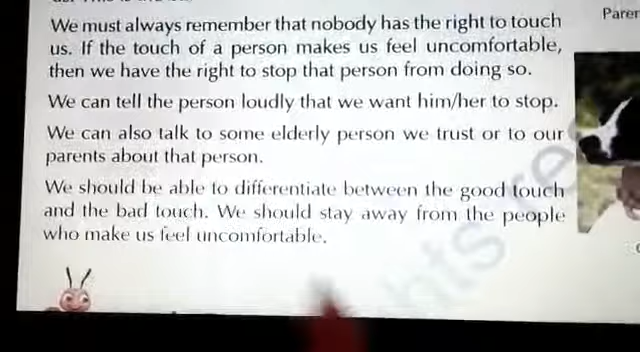 We must always remember that nobody has the right to touch
us. If the touch of a person makes us feel uncomfortable,
then we have the right to stop that person from doing so.
We can tell the person loudly that we want him/her to stop.
We can also talk to some elderly person we trust or to our
parents about that person.
We should be able to differentiate between the good touch
and the bad touch. We should stay away from the people
who make us feel uncomfortable.